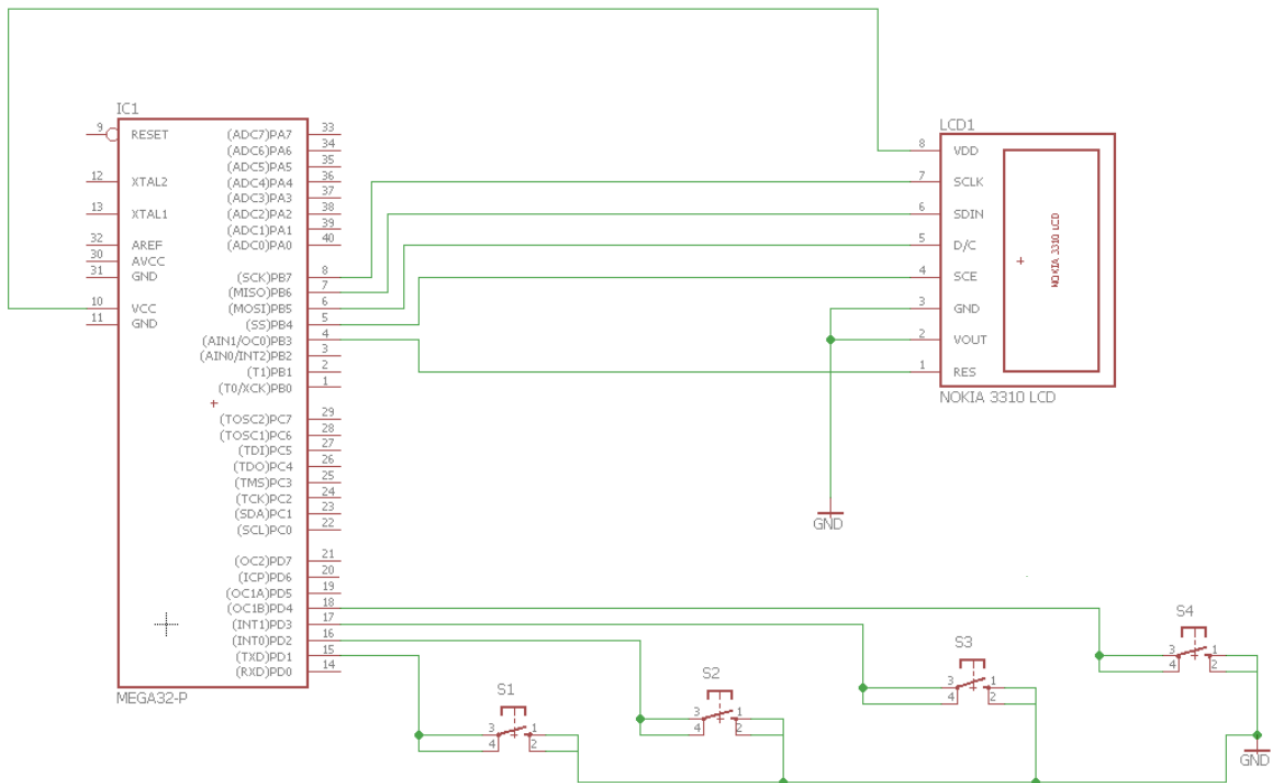 IC1
9 RESET (ADC7)PA7 33
(ADC6)PA6 34
(ADC5)PA5 35
12 XTAL2 (ADC4)PA4 36
(ADC3)PA3 37
13 XTAL1 (ADC2)PA2 38
(ADC1)PA1 39
32 AREF (ADC0)PA0 40
30 AVCC
31 GND (SCK)PB7 8
(MISO)PB6 7
10 VCC (MOSI)PB5 6
11 GND (SS)PB4 5
(AIN1/OC0)PB3 4
(AIN0/INT2)PB2 3
(T1)PB1 2
(T0/XCK)PB0 1
(TOSC2)PC7 29
(TOSC1)PC6 28
(TDI)PC5 27
(TDO)PC4 26
(TMS)PC3 25
(TCK)PC2 24
(SDA)PC1 23
(SCL)PC0 22
(OC2)PD7 21
(ICP)PD6 20
(OC1A)PD5 19
(OC1B)PD4 18
(INT1)PD3 17
(INT0)PD2 16
(TXD)PD1 15
(RXD)PD0 14
MEGA32-P
LCD1
8 VDD
7 SCLK
6 SDIN
5 D/C
4 SCE
3 GND
2 VOUT
1 RES
NOKIA 3310 LCD
NOKIA 3310 LCD
GND
S1
3 1
4 2
S2
3 1
4 2
S3
3 1
4 2
S4
3 1
4 2
GND